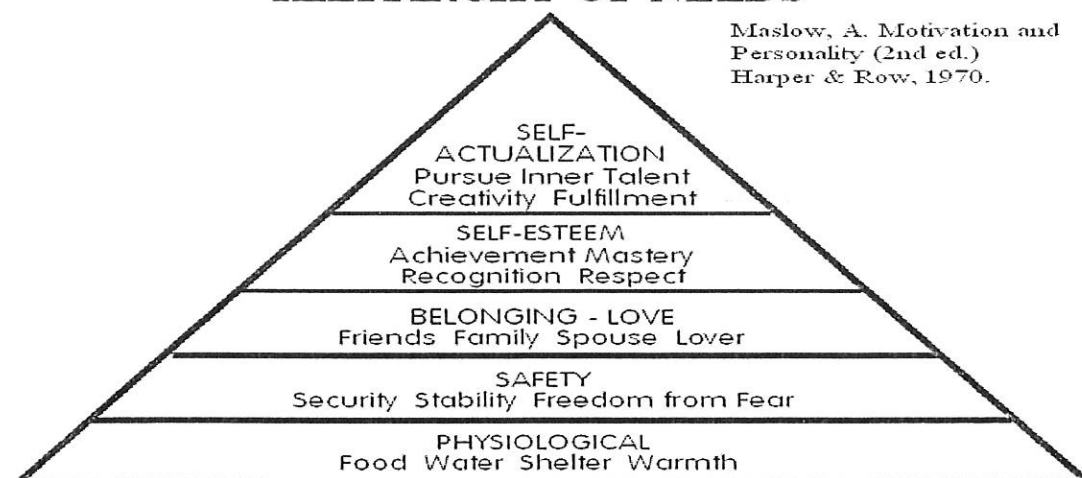 OF NEEDS
Maslow, A. Motivation and
Personality (2nd ed.)
Harper & Row, 1970.
SELF-
ACTUALIZATION
Pursue Inner Talent
Creativity Fulfillment
SELF-ESTEEM
Achievement Mastery
Recognition Respect
BELONGING - LOVE
Friends Family Spouse Lover
SAFETY
Security Stability Freedom from Fear
PHYSIOLOGICAL
Food Water Shelter Warmth